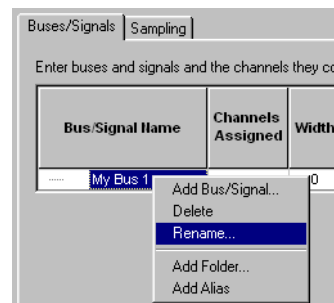 Buses/Signals Sampling
Enter buses and signals and the channels they co
Bus/Signal Name Channels Assigned Width
My Bus 1 0
Add Bus/Signal...
Delete
Rename...
Add Folder...
Add Alias